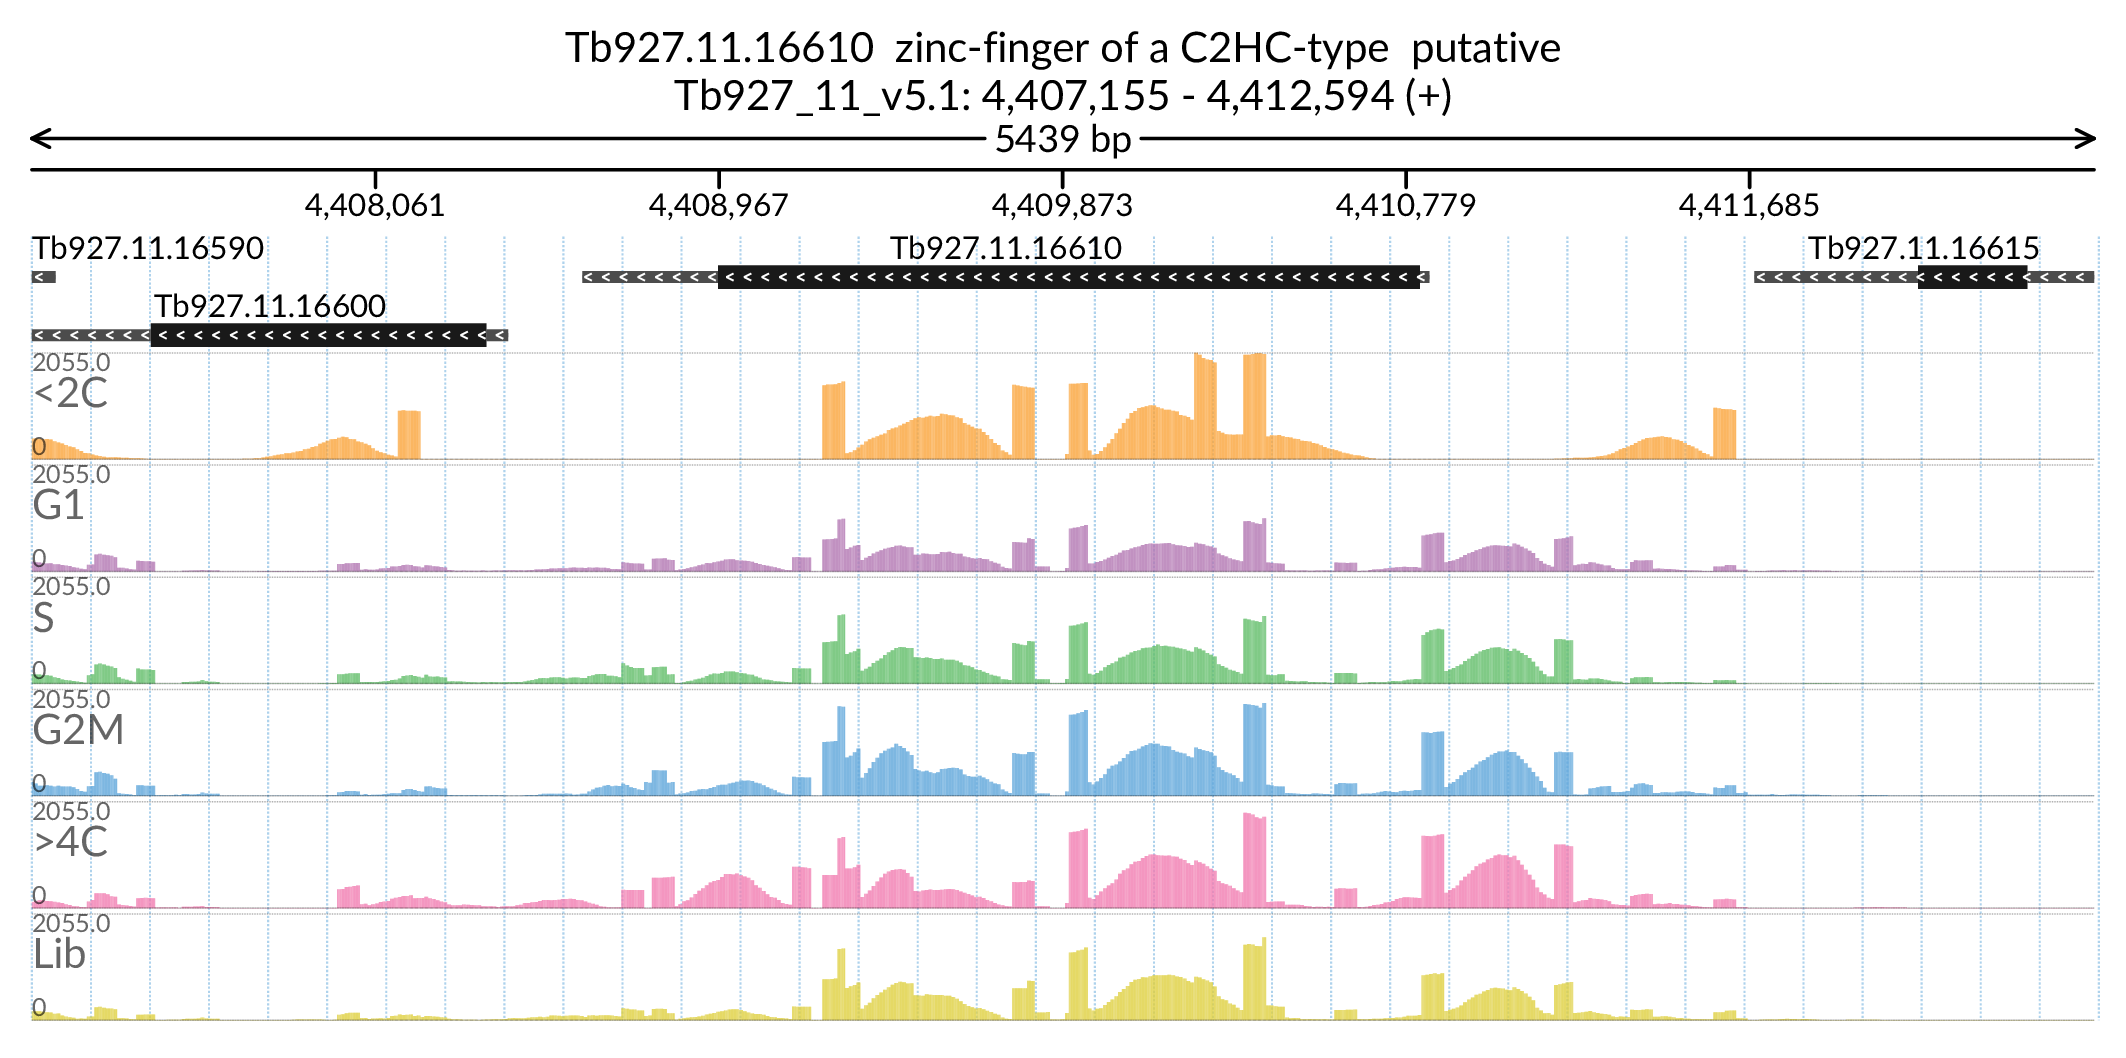 Tb927.11.16610 zinc-finger of a C2HC-type putative
Tb927_11_v5.1: 4,407,155 - 4,412,594 (+)
5439 bp
4,408,061 4,408,967 4,409,873 4,410,779 4,411,685
Tb927.11.16590 Tb927.11.16610 Tb927.11.16615
Tb927.11.16600
2055.0
<2C
0
2055.0
G1
0
2055.0
S
0
2055.0
G2M
0
2055.0
>4C
0
2055.0
Lib
0